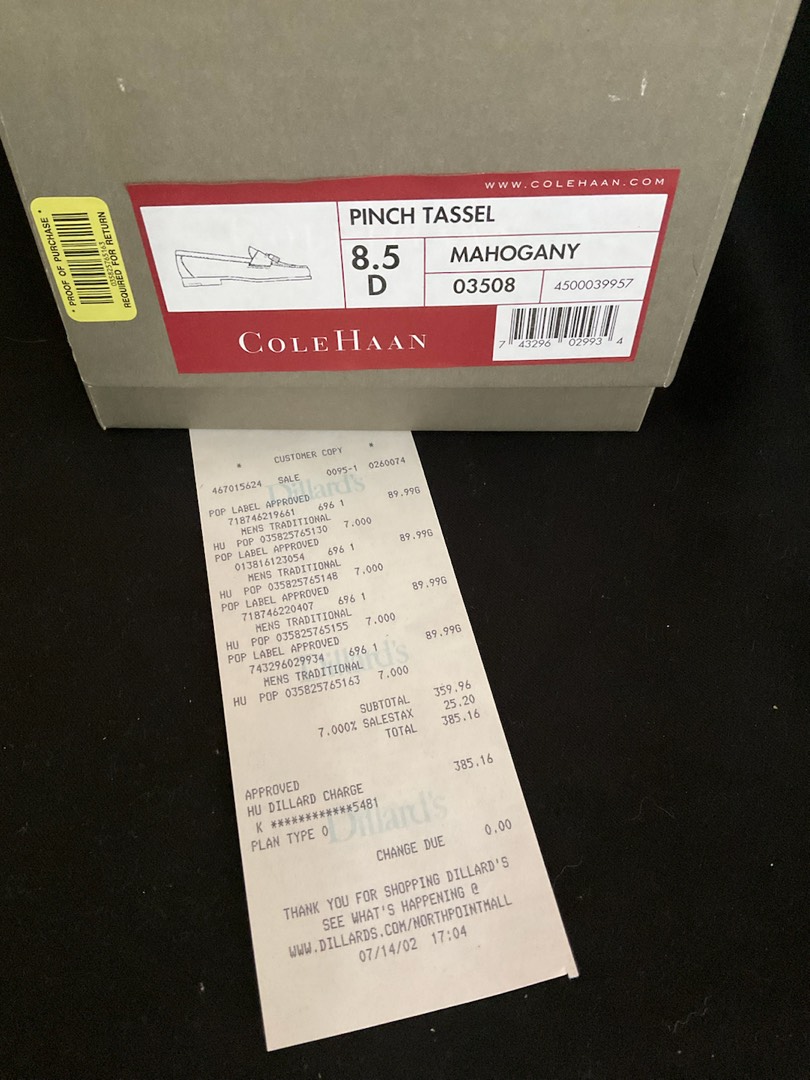 WWW.COLEHAAN.COM
* PROOF OF PURCHASE *
035825765163
REQUIRED FOR RETURN
PINCH TASSEL
8.5
D
MAHOGANY
03508
4500039957
COLE HAAN
7 43296 02993 4
* CUSTOMER COPY *
467015624 SALE 0095-1 0260074
Dillard's
POP LABEL APPROVED
718746219661 696 1 89.99G
MENS TRADITIONAL
HU POP 035825765130 7.000
POP LABEL APPROVED
013816123054 696 1 89.99G
MENS TRADITIONAL
HU POP 035825765148 7.000
POP LABEL APPROVED
718746220407 696 1 89.99G
MENS TRADITIONAL
HU POP 035825765155 7.000
POP LABEL APPROVED
743296029934 696 1 89.99G
Dillard's
MENS TRADITIONAL
HU POP 035825765163 7.000
SUBTOTAL 359.96
7.000% SALESTAX 25.20
TOTAL 385.16
APPROVED 385.16
HU DILLARD CHARGE
K ************5481
PLAN TYPE 0
Dillard's
CHANGE DUE 0.00
THANK YOU FOR SHOPPING DILLARD'S
SEE WHAT'S HAPPENING @
WWW.DILLARDS.COM/NORTHPOINTMALL
07/14/02 17:04